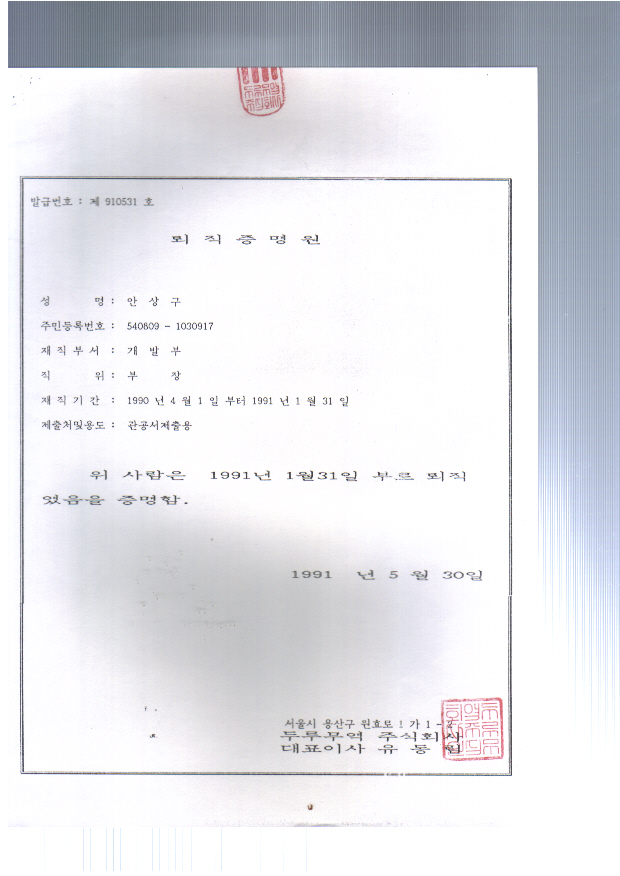 발급번호 : 제 910531 호
퇴 직 증 명 원
성 명 : 안 상 구
주민등록번호 : 540809 - 1030917
재 직 부 서 : 개 발 부
직 위 : 부 장
재 직 기 간 : 1990 년 4 월 1 일 부터 1991 년 1 월 31 일
제출처및용도 : 관공서제출용
위 사람은 1991년 1월31일 부로 퇴직
었음을 증명함.
1991 년 5 월 30일
서울시 용산구 원효로 1 가 1 -
두루무역 주식회사
대표이사 유 동